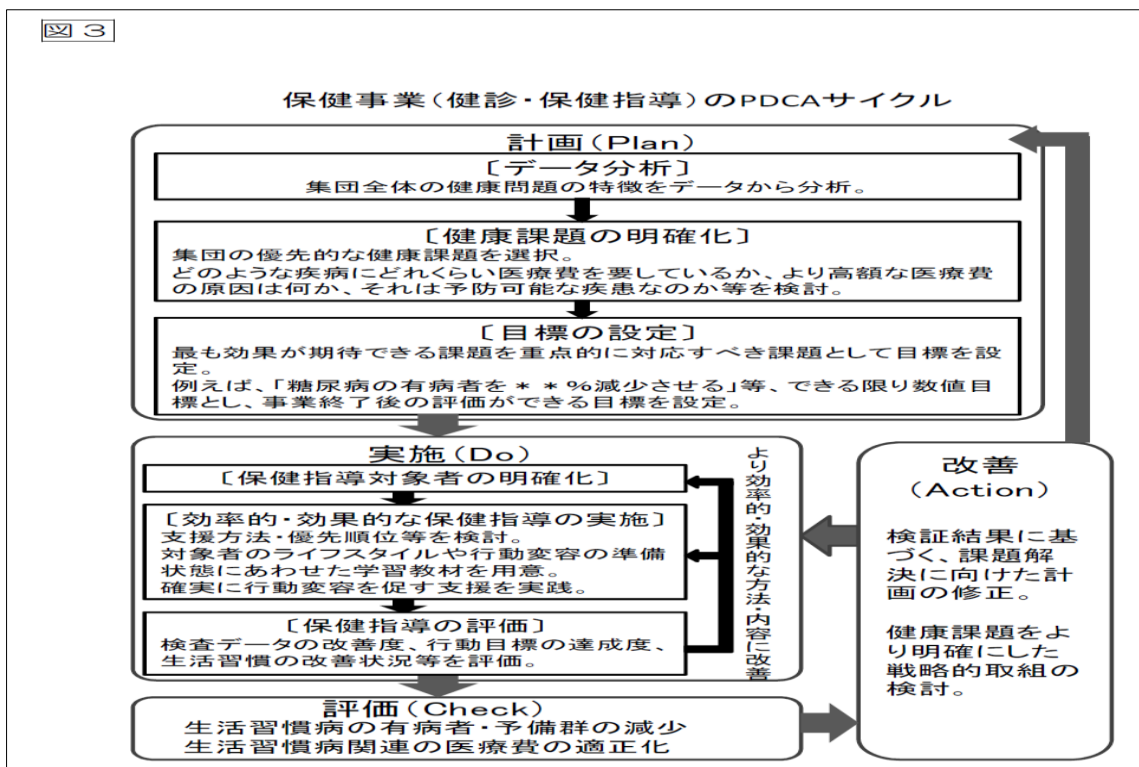 図 3
保健事業(健診・保健指導)のPDCAサイクル
計画(Plan)
〔データ分析〕
集団全体の健康問題の特徴をデータから分析。
〔健康課題の明確化〕
集団の優先的な健康課題を選択。
どのような疾病にどれくらい医療費を要しているか、より高額な医療費
の原因は何か、それは予防可能な疾患なのか等を検討。
〔目標の設定〕
最も効果が期待できる課題を重点的に対応すべき課題として目標を設
定。
例えば、「糖尿病の有病者を**%減少させる」等、できる限り数値目
標とし、事業終了後の評価ができる目標を設定。
実施(Do)
〔保健指導対象者の明確化〕
〔効率的・効果的な保健指導の実施〕
支援方法・優先順位等を検討。
対象者のライフスタイルや行動変容の準備
状態にあわせた学習教材を用意。
確実に行動変容を促す支援を実践。
〔保健指導の評価〕
検査データの改善度、行動目標の達成度、
生活習慣の改善状況等を評価。
より効率的・効果的な方法・内容に改善
評価(Check)
生活習慣病の有病者・予備群の減少
生活習慣病関連の医療費の適正化
改善
(Action)
検証結果に基
づく、課題解
決に向けた計
画の修正。
健康課題をよ
り明確にした
戦略的取組の
検討。